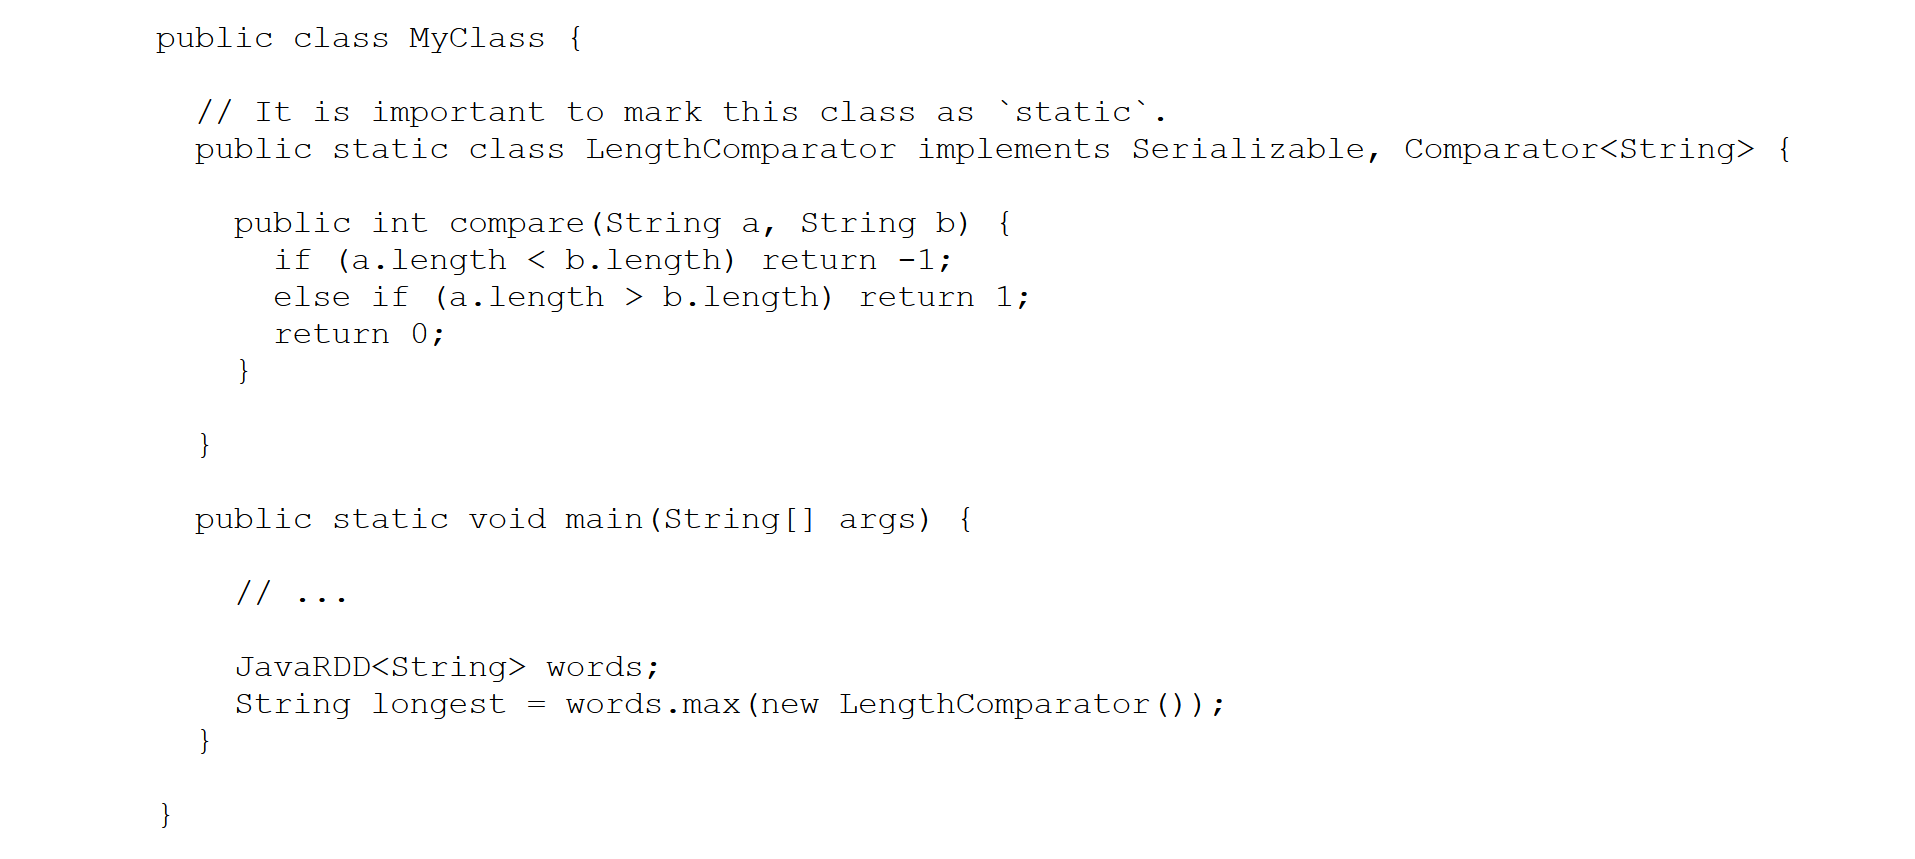 public class MyClass {
// It is important to mark this class as `static`.
public static class LengthComparator implements Serializable, Comparator<String> {
public int compare(String a, String b) {
if (a.length < b.length) return -1;
else if (a.length > b.length) return 1;
return 0;
}
}
public static void main(String[] args) {
// ...
JavaRDD<String> words;
String longest = words.max(new LengthComparator());
}
}